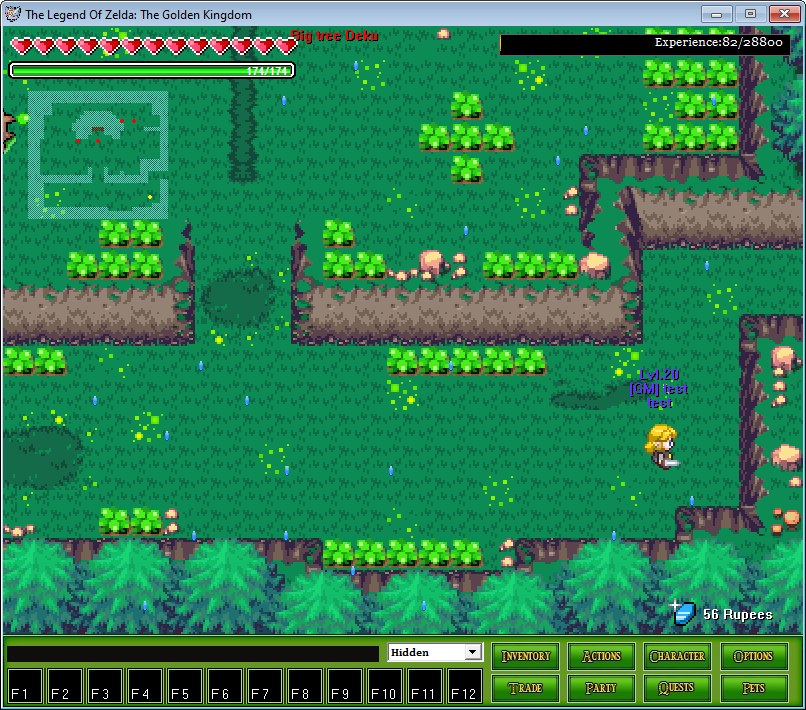 The Legend Of Zelda: The Golden Kingdom
Big tree Deku
Experience:82/28800
174/174
Lvl.20
[GM] test
test
56 Rupees
Hidden
INVENTORY
ACTIONS
CHARACTER
OPTIONS
TRADE
PARTY
QUESTS
PETS
F1 F2 F3 F4 F5 F6 F7 F8 F9 F10 F11 F12